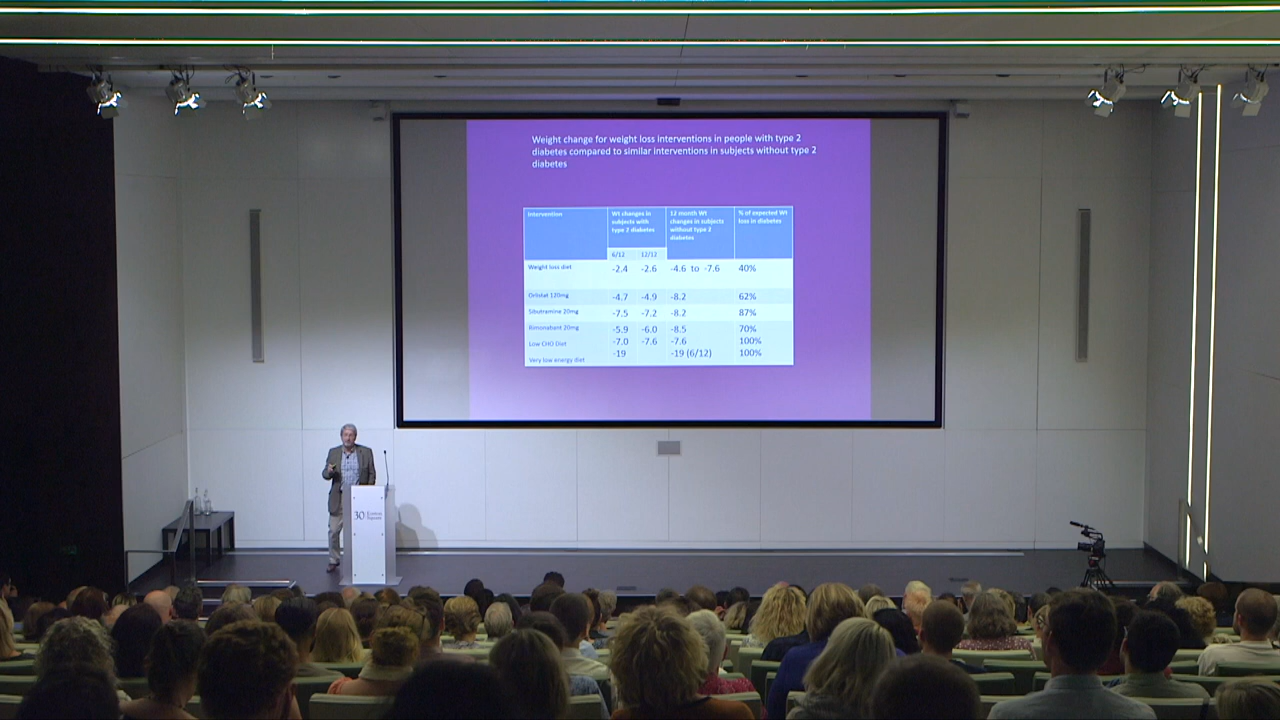 Weight change for weight loss interventions in people with type 2
diabetes compared to similar interventions in subjects without type 2
diabetes
Intervention
Wt changes in
subjects with
type 2 diabetes
12 month Wt
changes in subjects
without type 2
diabetes
% of expected Wt
loss in diabetes
6/12 12/12
Weight loss diet -2.4 -2.6 -4.6 to -7.6 40%
Orlistat 120mg -4.7 -4.9 -8.2 62%
Sibutramine 20mg -7.5 -7.2 -8.2 87%
Rimonabant 20mg -5.9 -6.0 -8.5 70%
Low CHO Diet -7.0 -7.6 -7.6 100%
Very low energy diet -19 -19 (6/12) 100%
30 Euston
Square